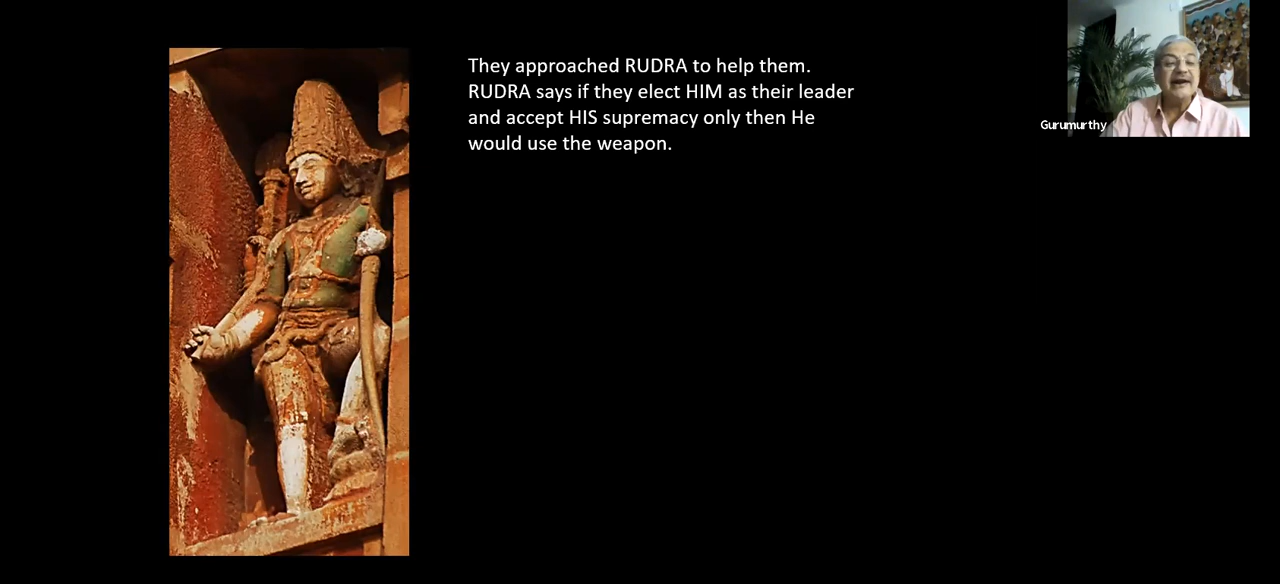 They approached RUDRA to help them.
RUDRA says if they elect HIM as their leader
and accept HIS supremacy only then He
would use the weapon.
Gurumurthy